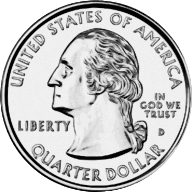 UNITED STATES OF AMERICA
LIBERTY
IN
GOD WE
TRUST
D
QUARTER DOLLAR